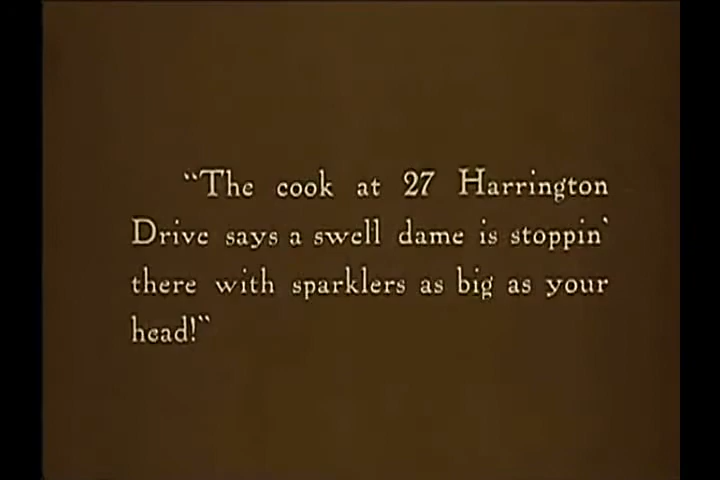 “The cook at 27 Harrington
Drive says a swell dame is stoppin`
there with sparklers as big as your
head!“